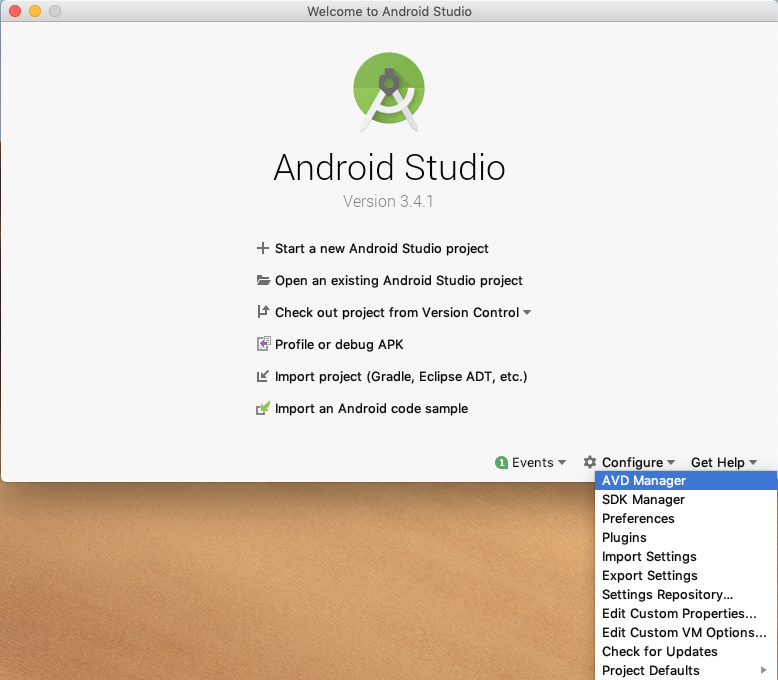 Welcome to Android Studio
Android Studio
Version 3.4.1
Start a new Android Studio project
Open an existing Android Studio project
Check out project from Version Control
Profile or debug APK
Import project (Gradle, Eclipse ADT, etc.)
Import an Android code sample
1 Events Configure Get Help
AVD Manager
SDK Manager
Preferences
Plugins
Import Settings
Export Settings
Settings Repository...
Edit Custom Properties...
Edit Custom VM Options...
Check for Updates
Project Defaults